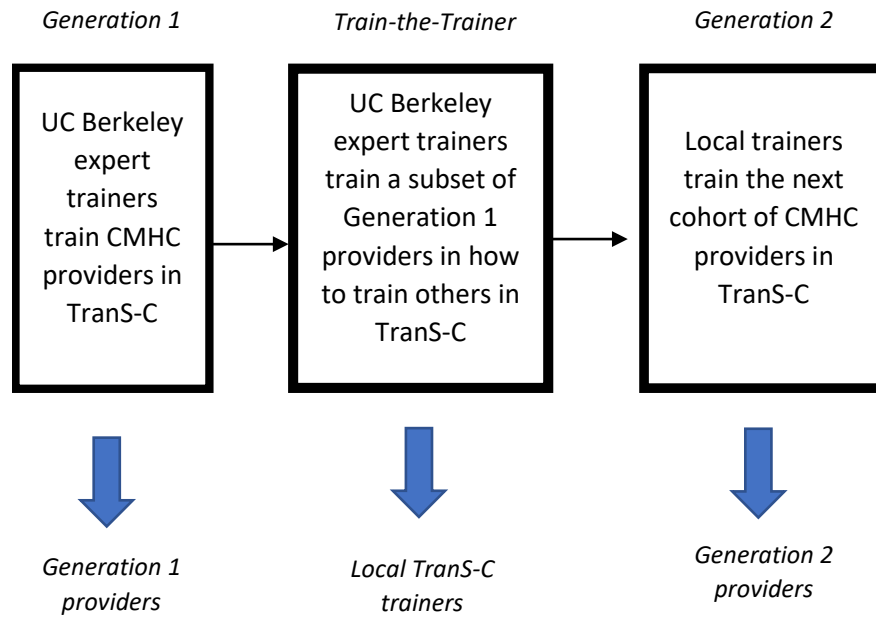 Generation 1
Train-the-Trainer
Generation 2
UC Berkeley
expert
trainers
train CMHC
providers in
TranS-C
UC Berkeley
expert trainers
train a subset of
Generation 1
providers in how
to train others in
TranS-C
Local trainers
train the next
cohort of CMHC
providers in
TranS-C
Generation 1
providers
Local TranS-C
trainers
Generation 2
providers